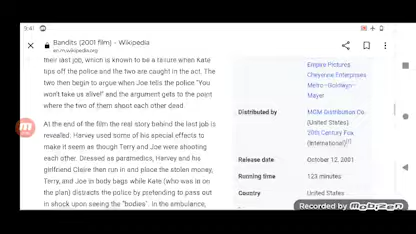 5:41
Bandits (2001 film) - Wikipedia
en.m.wikipedia.org
their last job, which is known to be a failure when Kate
tips off the police and the two are caught in the act. The
two then begin to argue when Joe tells the police "You
won't take us alive!" and the argument gets to the point
where the two of them shoot each other dead.
At the end of the film the real story behind the last job is
revealed: Harvey used some of his special effects to
make it seem as though Terry and Joe were shooting
each other. Dressed as paramedics, Harvey and his
girlfriend Claire then run in and place the stolen money,
Terry, and Joe in body bags while Kate (who was in on
the plan) distracts the police by pretending to pass out
in shock upon seeing the "bodies". In the ambulance,
Empire Pictures
Cheyenne Enterprises
Metro-Goldwyn-
Mayer
Distributed by
MGM Distribution Co.
(United States)
20th Century Fox
(International)[1]
Release date
October 12, 2001
Running time
123 minutes
Country
United States
Recorded by
Mobizen